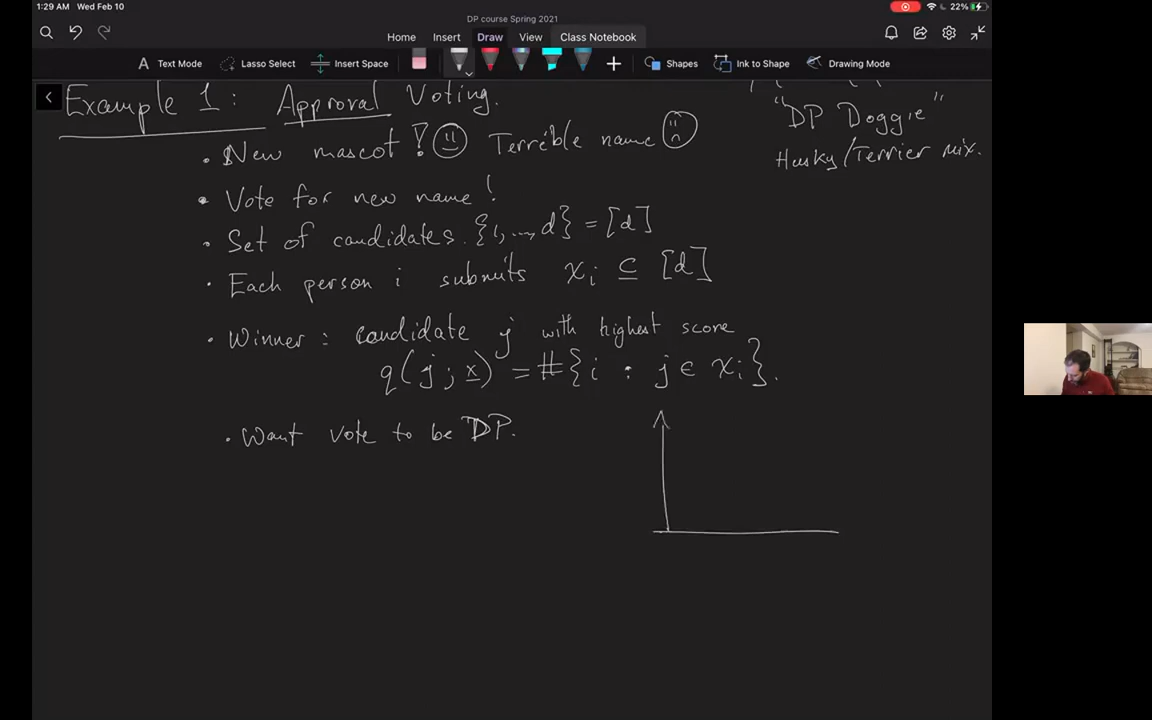 1:29 AM Wed Feb 10
22%
DP course Spring 2021
Home Insert Draw View Class Notebook
Text Mode Lasso Select Insert Space Shapes Ink to Shape Drawing Mode
Example 1: Approval Voting.
"DP Doggie"
Husky/Terrier mix.
• New mascot! Terrible name
• Vote for new name!
• Set of candidates. {1, ..., d} = [d]
• Each person i submits x_i ⊆ [d]
• Winner: candidate j with highest score
q(j; x) = #{i : j ∈ x_i}.
• Want vote to be DP.